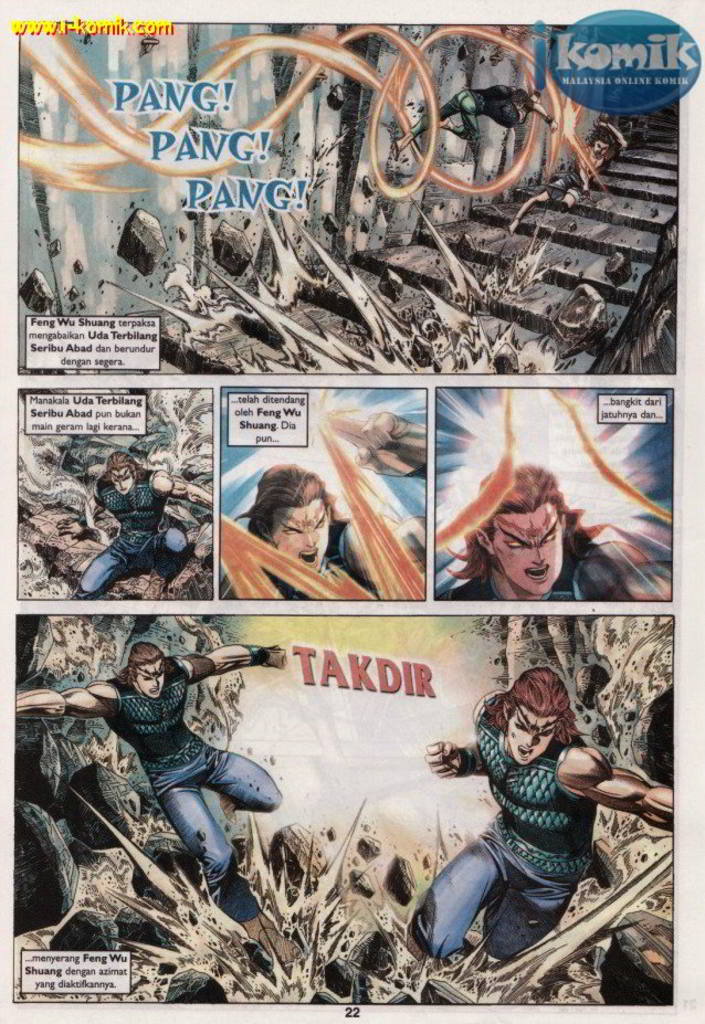 www.i-komik.com
i komik
MALAYSIA ONLINE KOMIK
PANG!
PANG!
PANG!
Feng Wu Shuang terpaksa
mengabaikan Uda Terbilang
Seribu Abad dan berundur
dengan segera.
Manakala Uda Terbilang
Seribu Abad pun bukan
main geram lagi kerana...
...telah ditendang
oleh Feng Wu
Shuang. Dia
pun...
...bangkit dari
jatuhnya dan...
TAKDIR
...menyerang Feng Wu
Shuang dengan azimat
yang diaktifkannya.
22